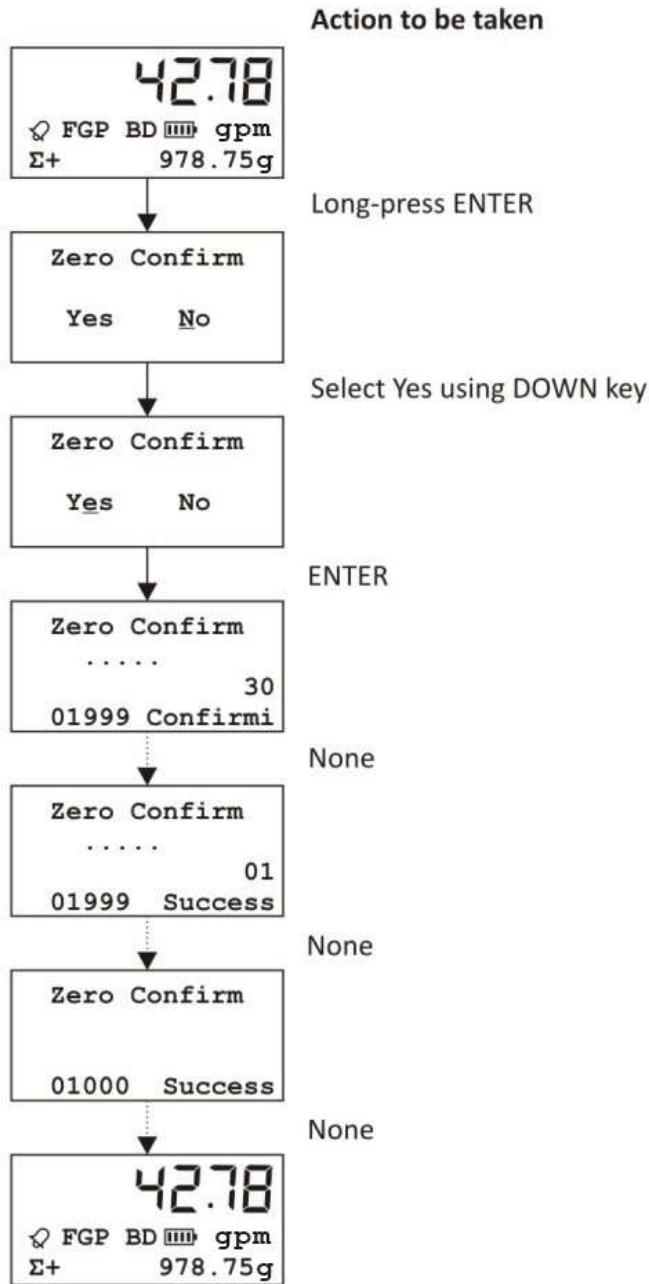 Action to be taken
42.78
FGP BD gpm
Σ+ 978.75g
Long-press ENTER
Zero Confirm
Yes No
Select Yes using DOWN key
Zero Confirm
Yes No
ENTER
Zero Confirm
.....
30
01999 Confirmi
None
Zero Confirm
.....
01
01999 Success
None
Zero Confirm
01000 Success
None
42.78
FGP BD gpm
Σ+ 978.75g